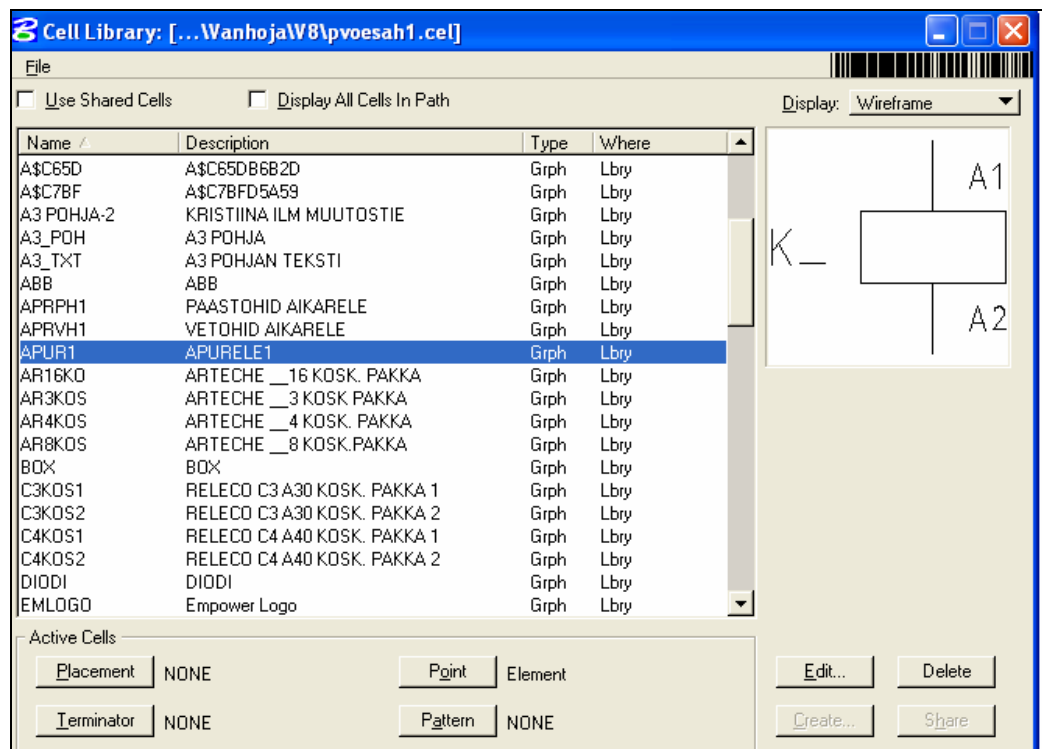 Cell Library: [...\Vanhoja\V8\pvoesah1.cel]
File
Use Shared Cells Display All Cells In Path Display: Wireframe
Name Description Type Where
A$C65D A$C65DB6B2D Grph Lbry
A$C7BF A$C7BFD5A59 Grph Lbry
A3 POHJA-2 KRISTIINA ILM MUUTOSTIE Grph Lbry
A3_POH A3 POHJA Grph Lbry
A3_TXT A3 POHJAN TEKSTI Grph Lbry
ABB ABB Grph Lbry
APRPH1 PAASTOHID AIKARELE Grph Lbry
APRVH1 VETOHID AIKARELE Grph Lbry
APUR1 APURELE1 Grph Lbry
AR16KO ARTECHE __16 KOSK. PAKKA Grph Lbry
AR3KOS ARTECHE __3 KOSK PAKKA Grph Lbry
AR4KOS ARTECHE __4 KOSK. PAKKA Grph Lbry
AR8KOS ARTECHE __8 KOSK.PAKKA Grph Lbry
BOX BOX Grph Lbry
C3KOS1 RELECO C3 A30 KOSK. PAKKA 1 Grph Lbry
C3KOS2 RELECO C3 A30 KOSK. PAKKA 2 Grph Lbry
C4KOS1 RELECO C4 A40 KOSK. PAKKA 1 Grph Lbry
C4KOS2 RELECO C4 A40 KOSK. PAKKA 2 Grph Lbry
DIODI DIODI Grph Lbry
EMLOGO Empower Logo Grph Lbry
A1
K_
A2
Active Cells
Placement NONE Point Element Edit... Delete
Terminator NONE Pattern NONE Create... Share